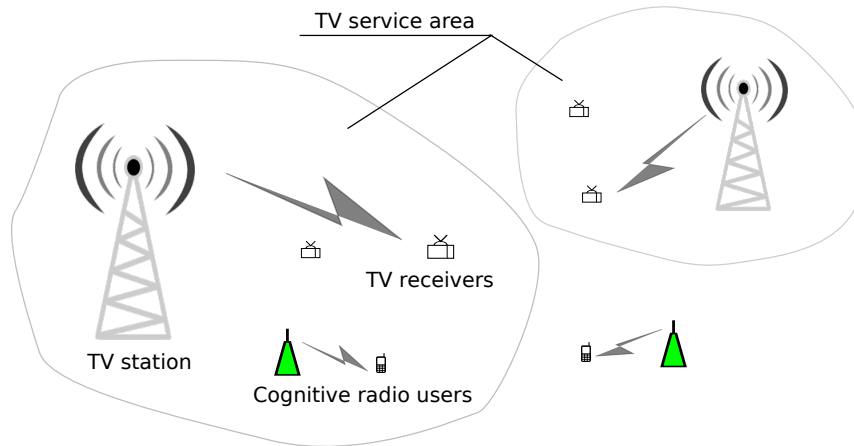 TV service area
TV receivers
TV station
Cognitive radio users